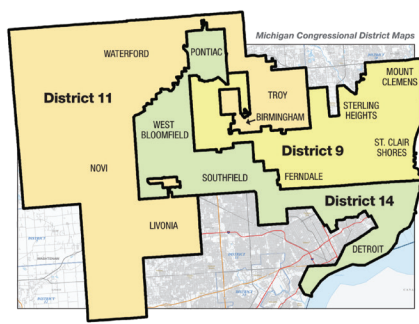 Michigan Congressional District Maps
WATERFORD
PONTIAC
MOUNT
CLEMENS
District 11
TROY
STERLING
HEIGHTS
BIRMINGHAM
WEST
BLOOMFIELD
District 9
ST. CLAIR
SHORES
NOVI
SOUTHFIELD
FERNDALE
District 14
LIVONIA
DETROIT